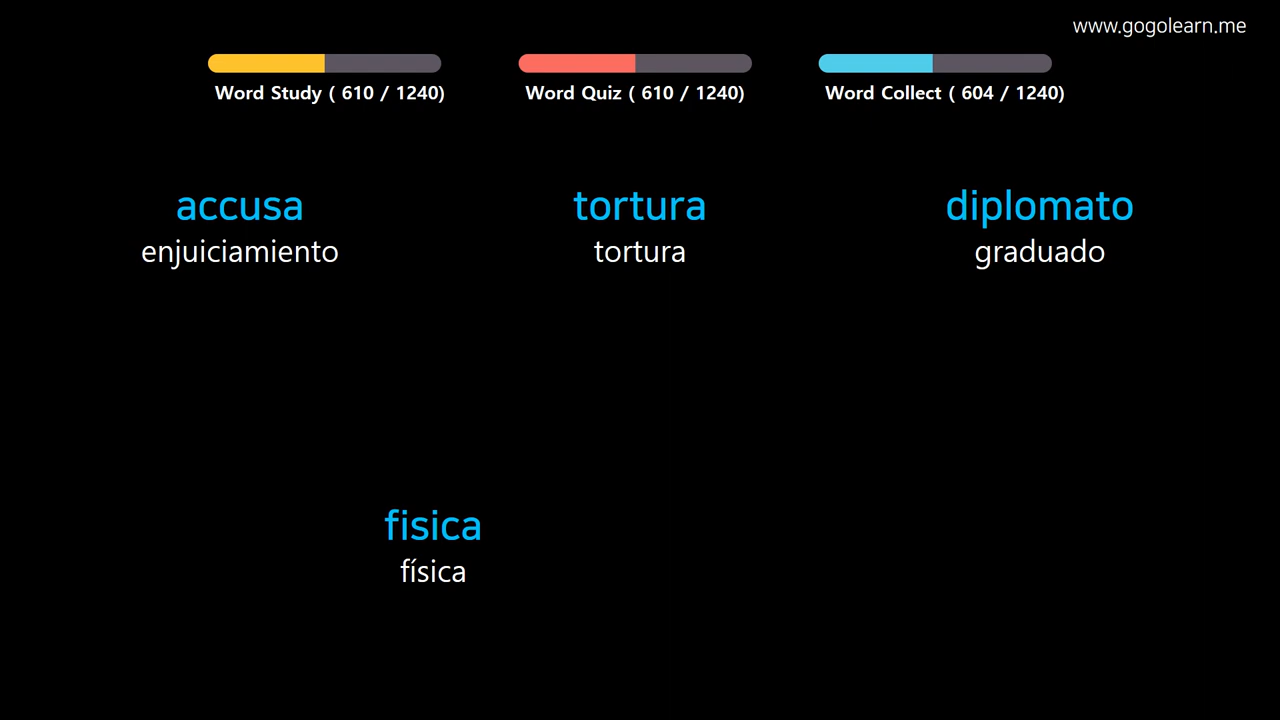 www.gogolearn.me
Word Study ( 610 / 1240)
Word Quiz ( 610 / 1240)
Word Collect ( 604 / 1240)
accusa
enjuiciamiento
tortura
tortura
diplomato
graduado
fisica
física